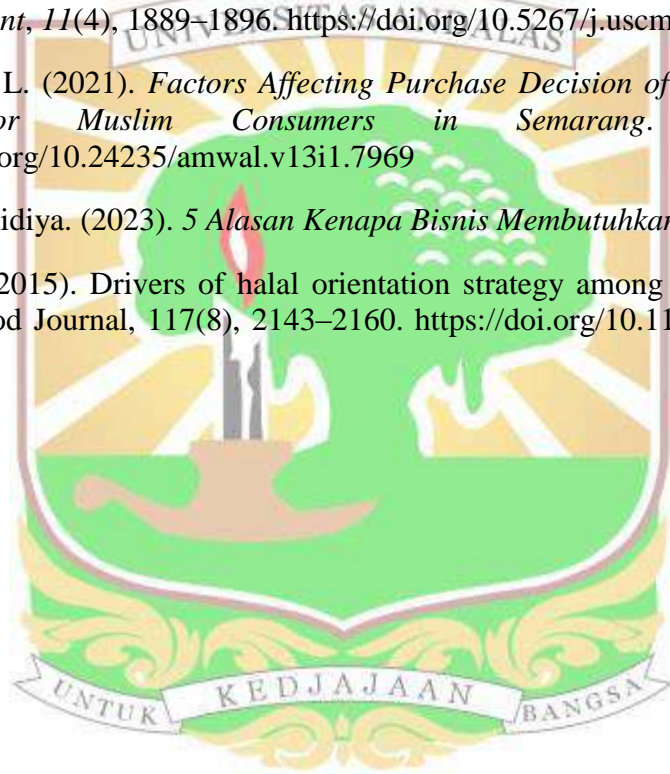 nt, 11(4), 1889–1896. https://doi.org/10.5267/j.uscm
UNIVERSITAS ANDALAS
L. (2021). Factors Affecting Purchase Decision of
or Muslim Consumers in Semarang.
org/10.24235/amwal.v13i1.7969
idiya. (2023). 5 Alasan Kenapa Bisnis Membutuhkan
2015). Drivers of halal orientation strategy among
od Journal, 117(8), 2143–2160. https://doi.org/10.11
UNTUK KEDJAJAAN BANGSA